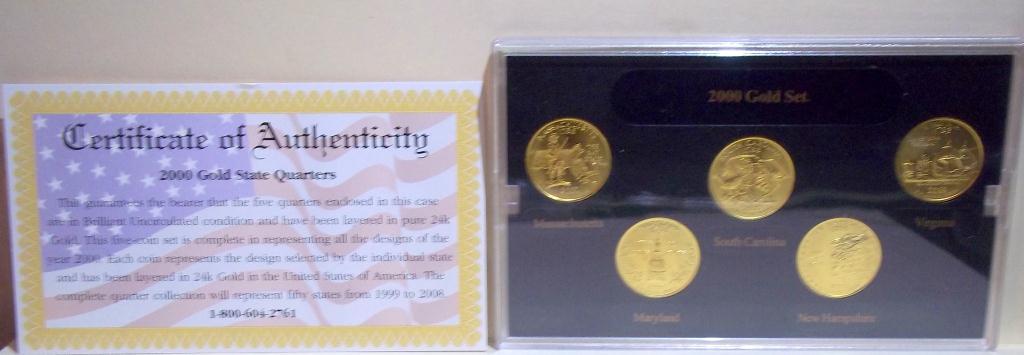 Certificate of Authenticity
2000 Gold State Quarters
This guarantees the bearer that the five quarters enclosed in this case
are in Brilliant Uncirculated condition and have been layered in pure 24k
Gold. This five-coin set is complete in representing all the designs of the
year 2000. Each coin represents the design selected by the individual state
and has been layered in 24k Gold in the United States of America. The
complete quarter collection will represent fifty states from 1999 to 2008.
1-800-604-2761
2000 Gold Set
Massachusetts
South Carolina
Virginia
Maryland
New Hampshire